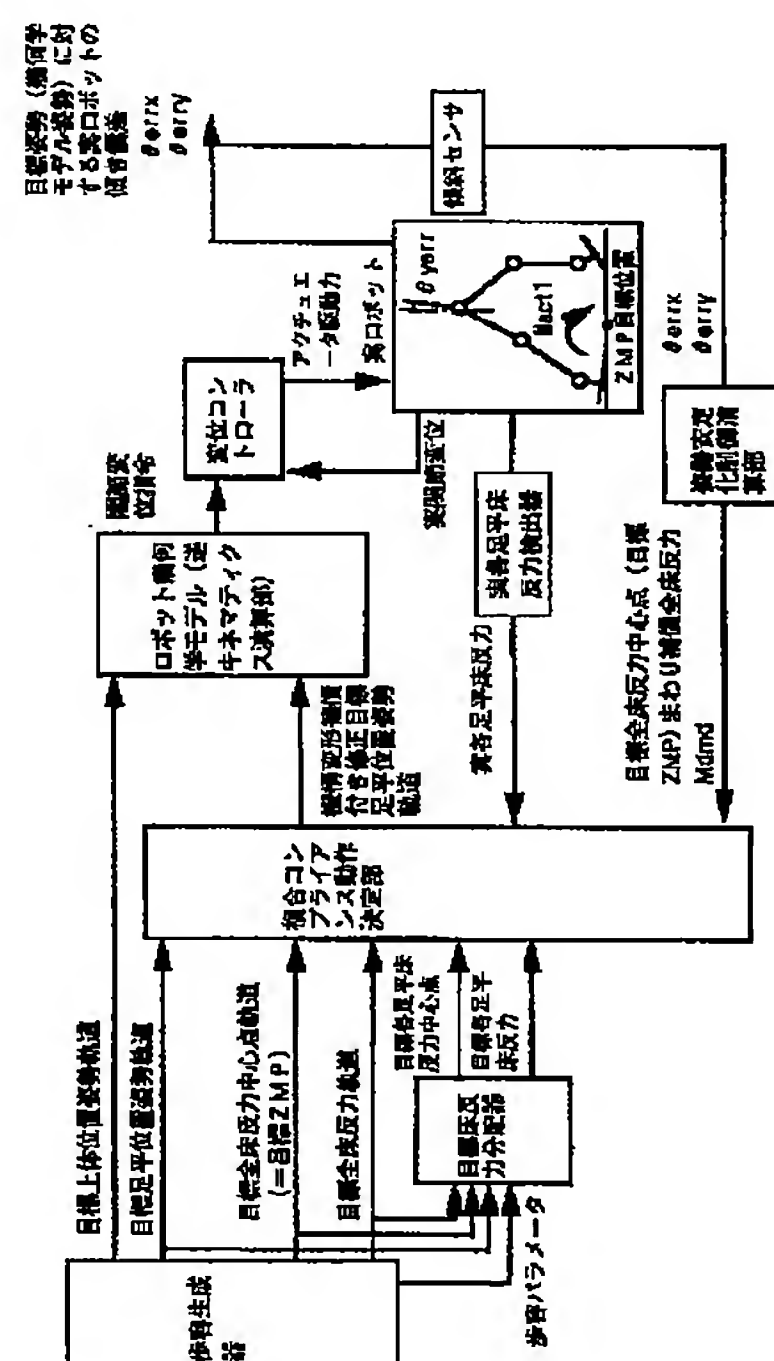 歩容生成
器
目標上体位置姿勢軌道
目標足平位置姿勢軌道
目標全床反力中心点軌道
(=目標ZMP)
目標全床反力軌道
歩容パラメータ
目標床反
力分配器
目標各足平床
反力中心点
目標各足平
床反力
複合コン
プライア
ンス動作
決定部
機構変形補償
付き修正目標
足平位置姿勢
軌道
実各足平床反力
目標全床反力中心点(目標
ZMP)まわり補償全床反力
Mdmd
ロボット幾何
学モデル(逆
キネマティク
ス演算部)
関節変
位指令
変位コン
トローラ
アクチュエ
ータ駆動力
実ロボット
実関節変位
実各足平床
反力検出器
θyerr
Mact1
ZMP目標位置
傾斜センサ
目標姿勢(幾何学
モデル姿勢)に対
する実ロボットの
傾き偏差
θerrx
θerry
θerrx
θerry
姿勢安定
化制御演
算部